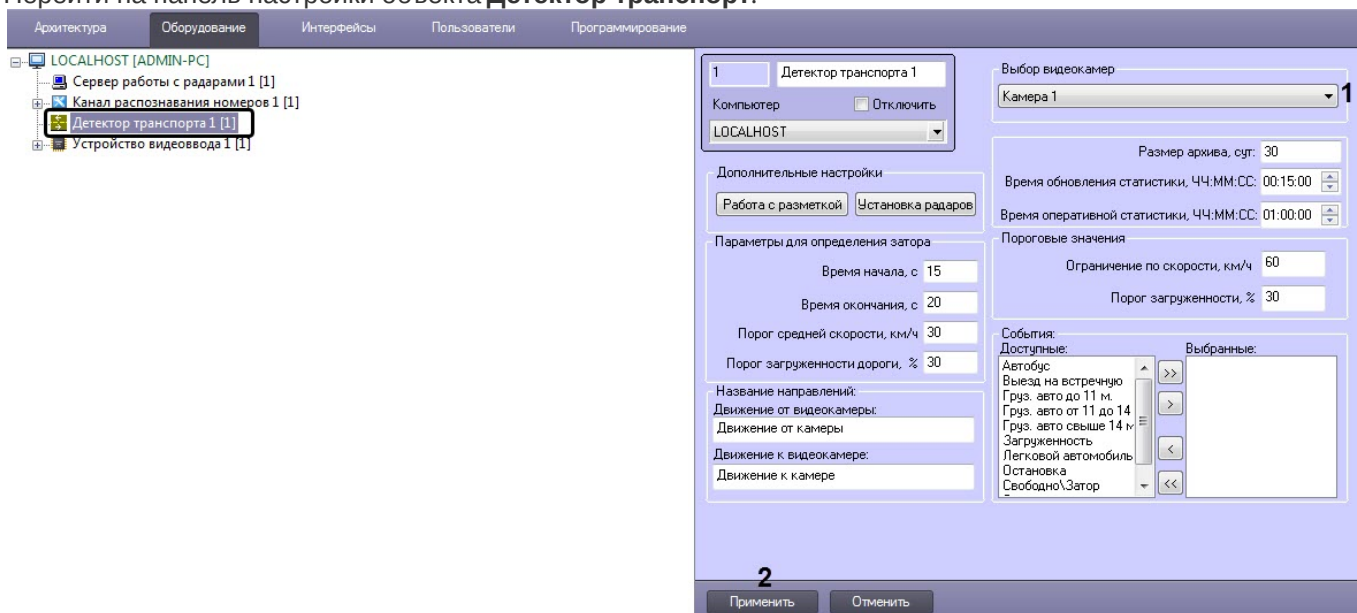 Перейти на панель настройки объекта Детектор транспорт.
Архитектура Оборудование Интерфейсы Пользователи Программирование
LOCALHOST [ADMIN-PC]
Сервер работы с радарами 1 [1]
Канал распознавания номеров 1 [1]
Детектор транспорта 1 [1]
Устройство видеоввода 1 [1]
1 Детектор транспорта 1
Компьютер Отключить
LOCALHOST
Дополнительные настройки
Работа с разметкой Установка радаров
Параметры для определения затора
Время начала, с 15
Время окончания, с 20
Порог средней скорости, км/ч 30
Порог загруженности дороги, % 30
Название направлений:
Движение от видеокамеры:
Движение от камеры
Движение к видеокамере:
Движение к камере
Выбор видеокамер
Камера 1
1
Размер архива, сут: 30
Время обновления статистики, ЧЧ:ММ:СС: 00:15:00
Время оперативной статистики, ЧЧ:ММ:СС: 01:00:00
Пороговые значения
Ограничение по скорости, км/ч 60
Порог загруженности, % 30
События:
Доступные: Выбранные:
Автобус
Выезд на встречную
Груз. авто до 11 м.
Груз. авто от 11 до 14
Груз. авто свыше 14 м
Загруженность
Легковой автомобиль
Остановка
Свободно\Затор
>>
>
<
<<
2
Применить Отменить